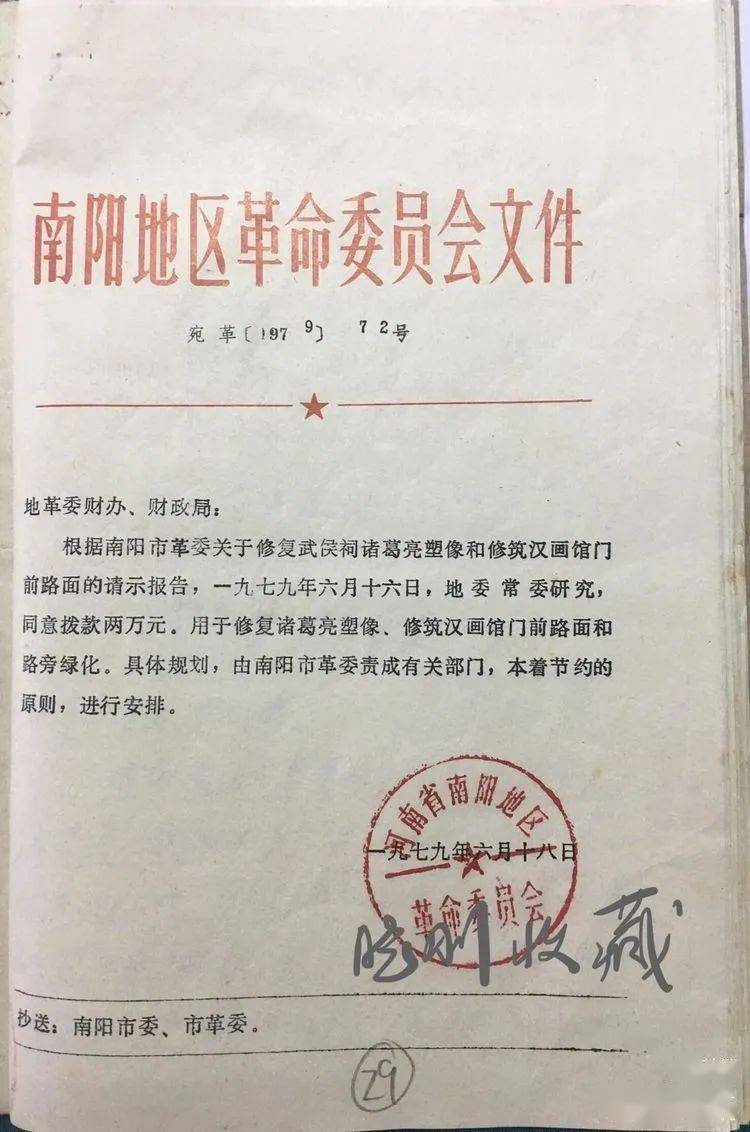 南阳地区革命委员会文件
宛革〔1979〕72号
地革委财办、财政局:
根据南阳市革委关于修复武侯祠诸葛亮塑像和修筑汉画馆门
前路面的请示报告,一九七九年六月十六日,地委常委研究,
同意拨款两万元。用于修复诸葛亮塑像、修筑汉画馆门前路面和
路旁绿化。具体规划,由南阳市革委责成有关部门,本着节约的
原则,进行安排。
河南省南阳地区
一九七九年六月十八日
革命委员会
收藏
抄送:南阳市委、市革委。
29